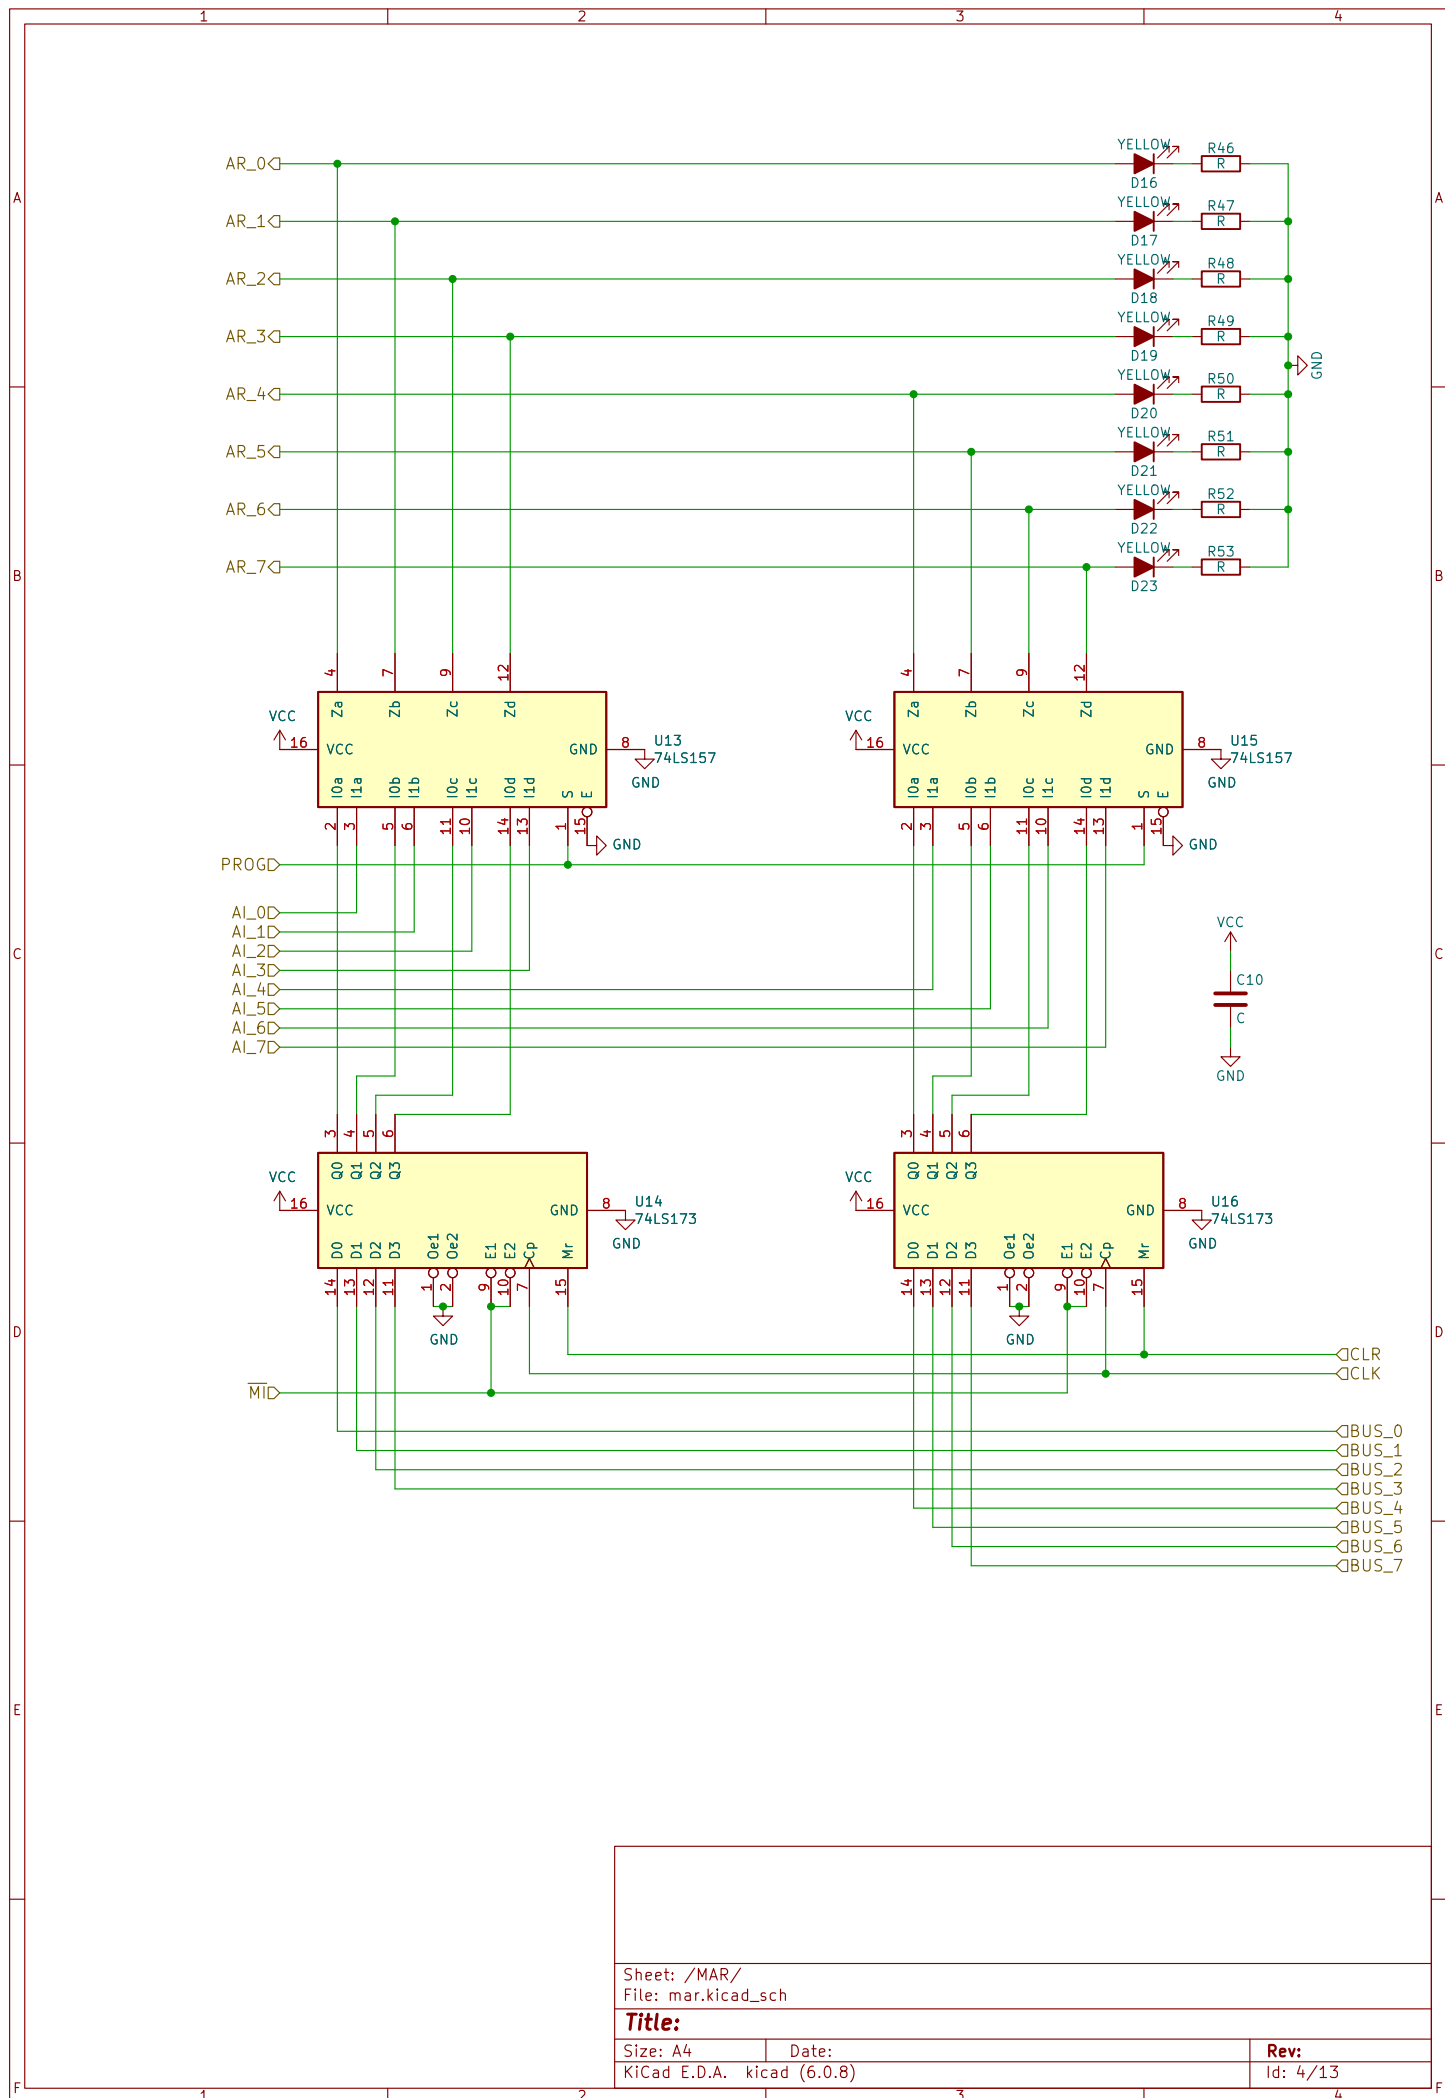 1 2 3 4
YELLOW R46
AR_0 R
D16
A A
YELLOW R47
AR_1 R
D17
YELLOW R48
AR_2 R
D18
YELLOW R49
AR_3 R
D19
GND
YELLOW R50
AR_4 R
D20
YELLOW R51
AR_5 R
D21
YELLOW R52
AR_6 R
D22
YELLOW R53
AR_7 R
B B
D23
4 7 9 12 4 7 9 12
Za Zb Zc Zd Za Zb Zc Zd
VCC VCC
16 VCC GND 8 U13 16 VCC GND 8 U15
74LS157 74LS157
GND GND
I0a I1a I0b I1b I0c I1c I0d I1d S E I0a I1a I0b I1b I0c I1c I0d I1d S E
2 3 5 6 11 10 14 13 1 15 2 3 5 6 11 10 14 13 1 15
GND GND
PROG
AI_0
VCC
AI_1
AI_2
C C
AI_3
C10
AI_4
AI_5
C
AI_6
AI_7
GND
3 4 5 6 3 4 5 6
Q0 Q1 Q2 Q3 Q0 Q1 Q2 Q3
VCC VCC
16 VCC GND 8 U14 16 VCC GND 8 U16
74LS173 74LS173
GND GND
D0 D1 D2 D3 Oe1 Oe2 E1 E2 Cp Mr D0 D1 D2 D3 Oe1 Oe2 E1 E2 Cp Mr
14 13 12 11 1 2 9 10 7 15 14 13 12 11 1 2 9 10 7 15
D D
GND GND
CLR
CLK
MI
BUS_0
BUS_1
BUS_2
BUS_3
BUS_4
BUS_5
BUS_6
BUS_7
E E
Sheet: /MAR/
File: mar.kicad_sch
Title:
Size: A4 Date: Rev:
KiCad E.D.A. kicad (6.0.8) Id: 4/13
F F
1 2 3 4